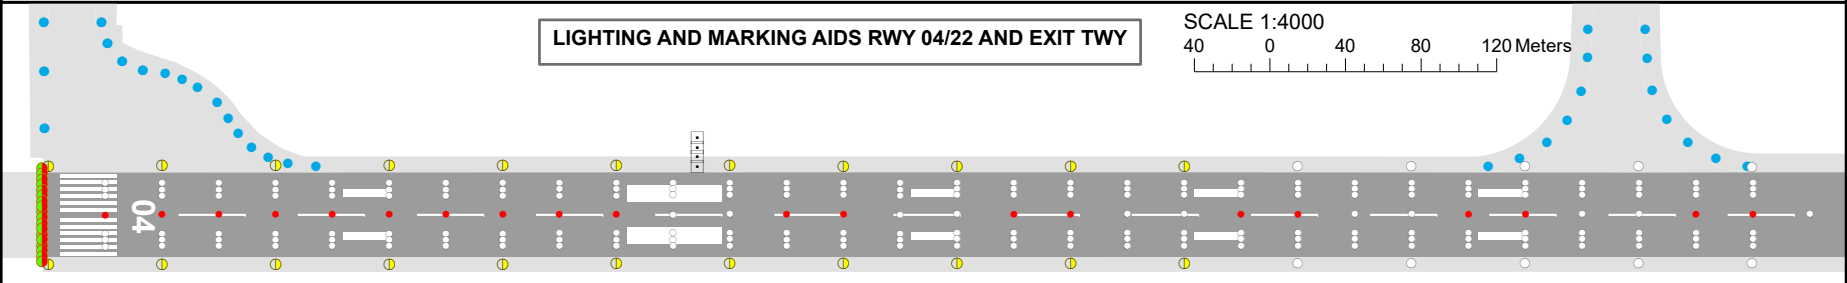 LIGHTING AND MARKING AIDS RWY 04/22 AND EXIT TWY
SCALE 1:4000
40 0 40 80 120 Meters
04